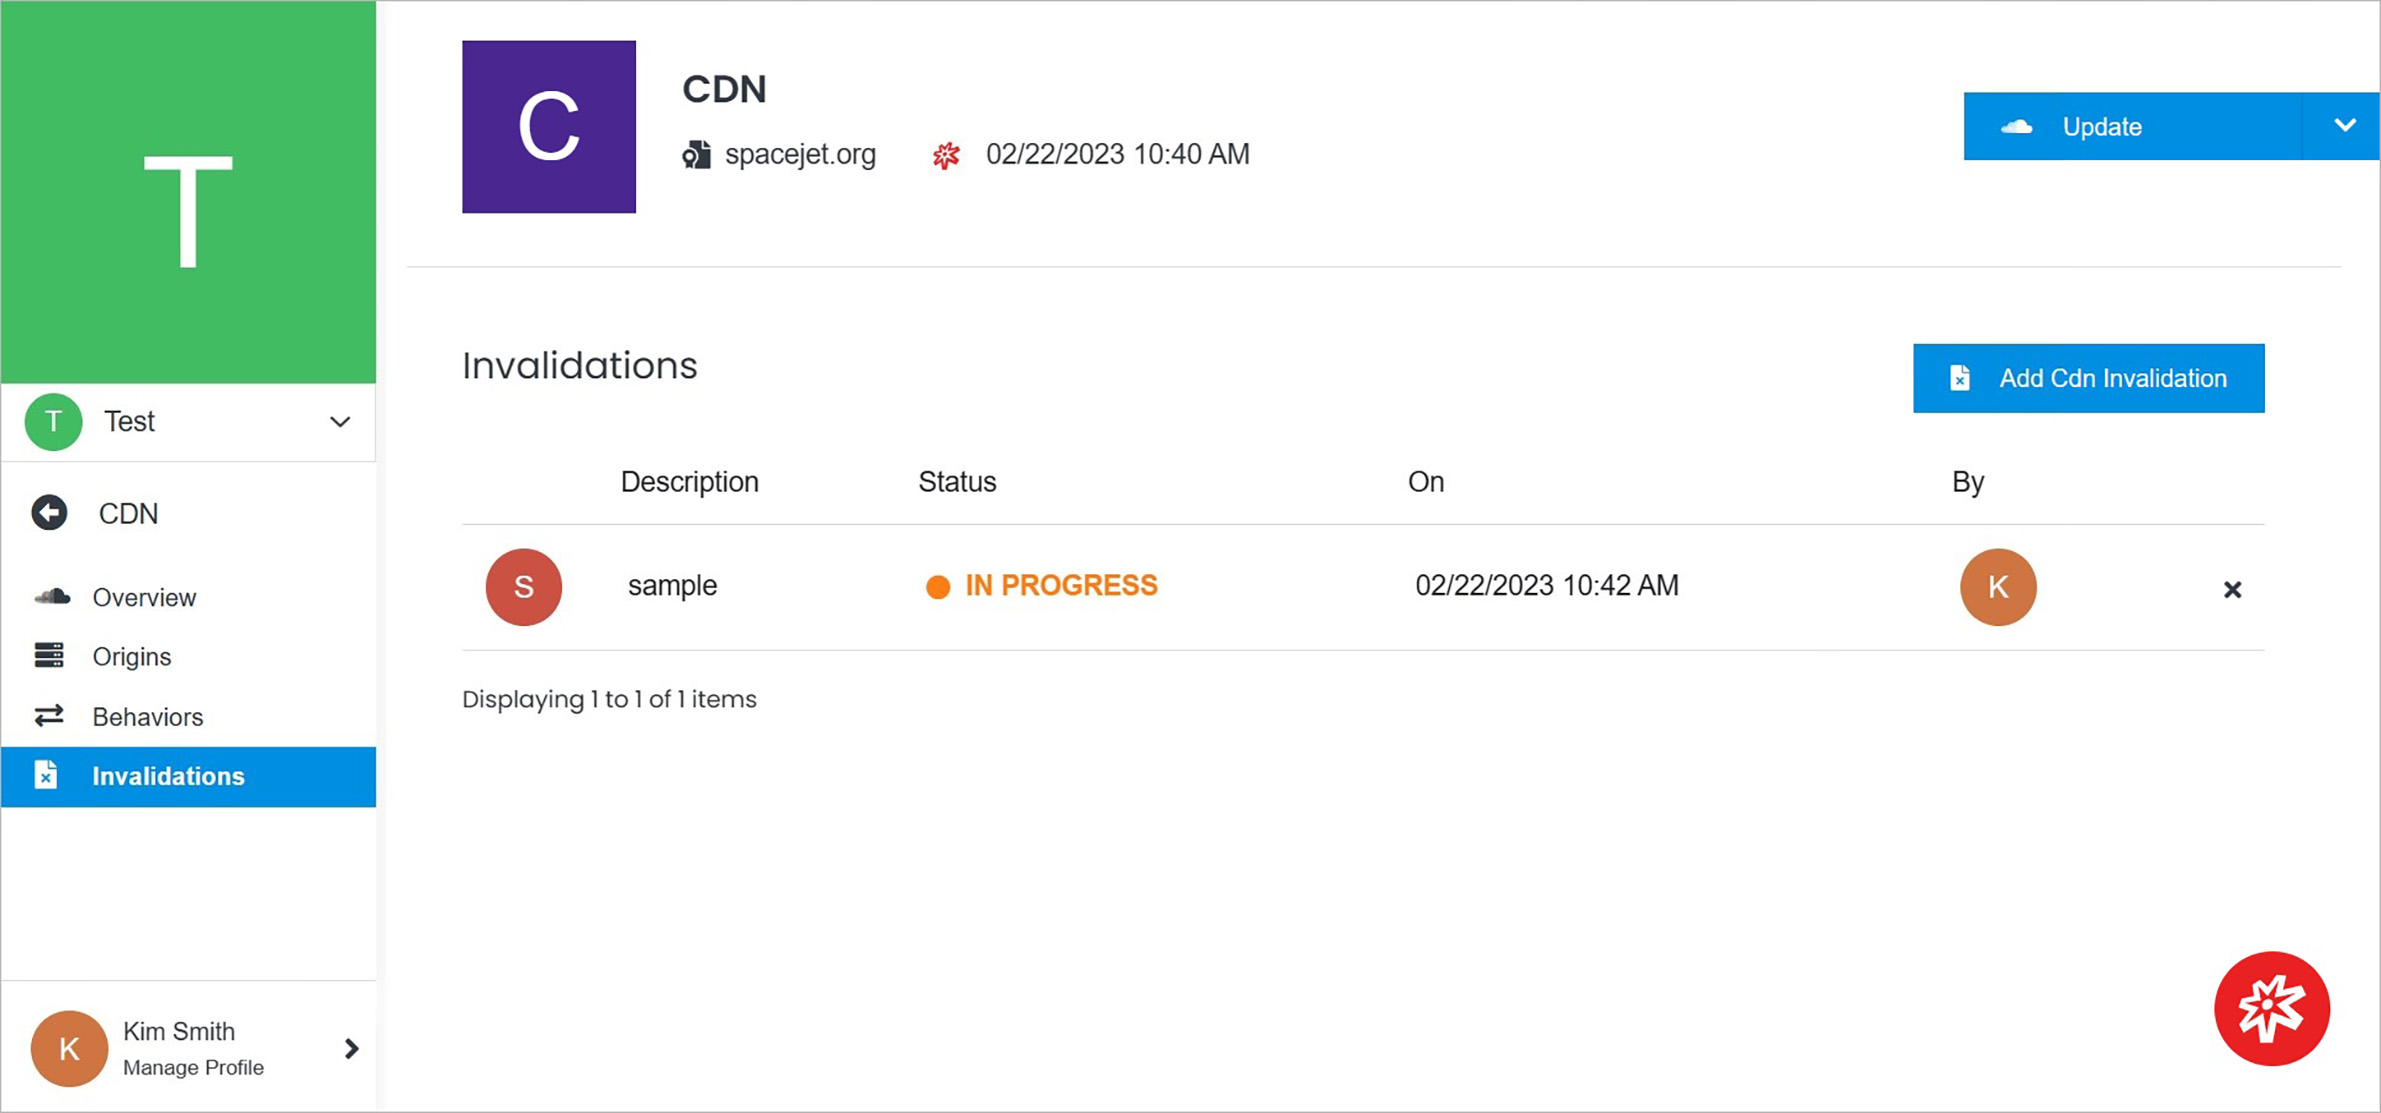 T
T Test
CDN
Overview
Origins
Behaviors
Invalidations
K Kim Smith
Manage Profile
C
CDN
spacejet.org 02/22/2023 10:40 AM
Update
Invalidations
Add Cdn Invalidation
Description Status On By
S sample IN PROGRESS 02/22/2023 10:42 AM K
Displaying 1 to 1 of 1 items